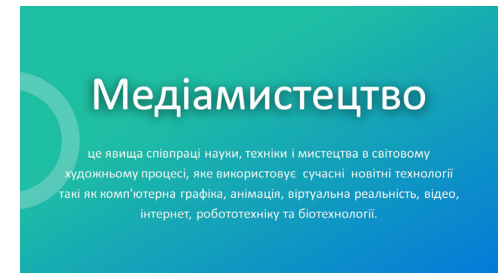 Медіамистецтво
це явища співпраці науки, техніки і мистецтва в світовому
художньому процесі, яке використовує сучасні новітні технології
такі як комп'ютерна графіка, анімація, віртуальна реальність, відео,
інтернет, робототехніку та біотехнології.